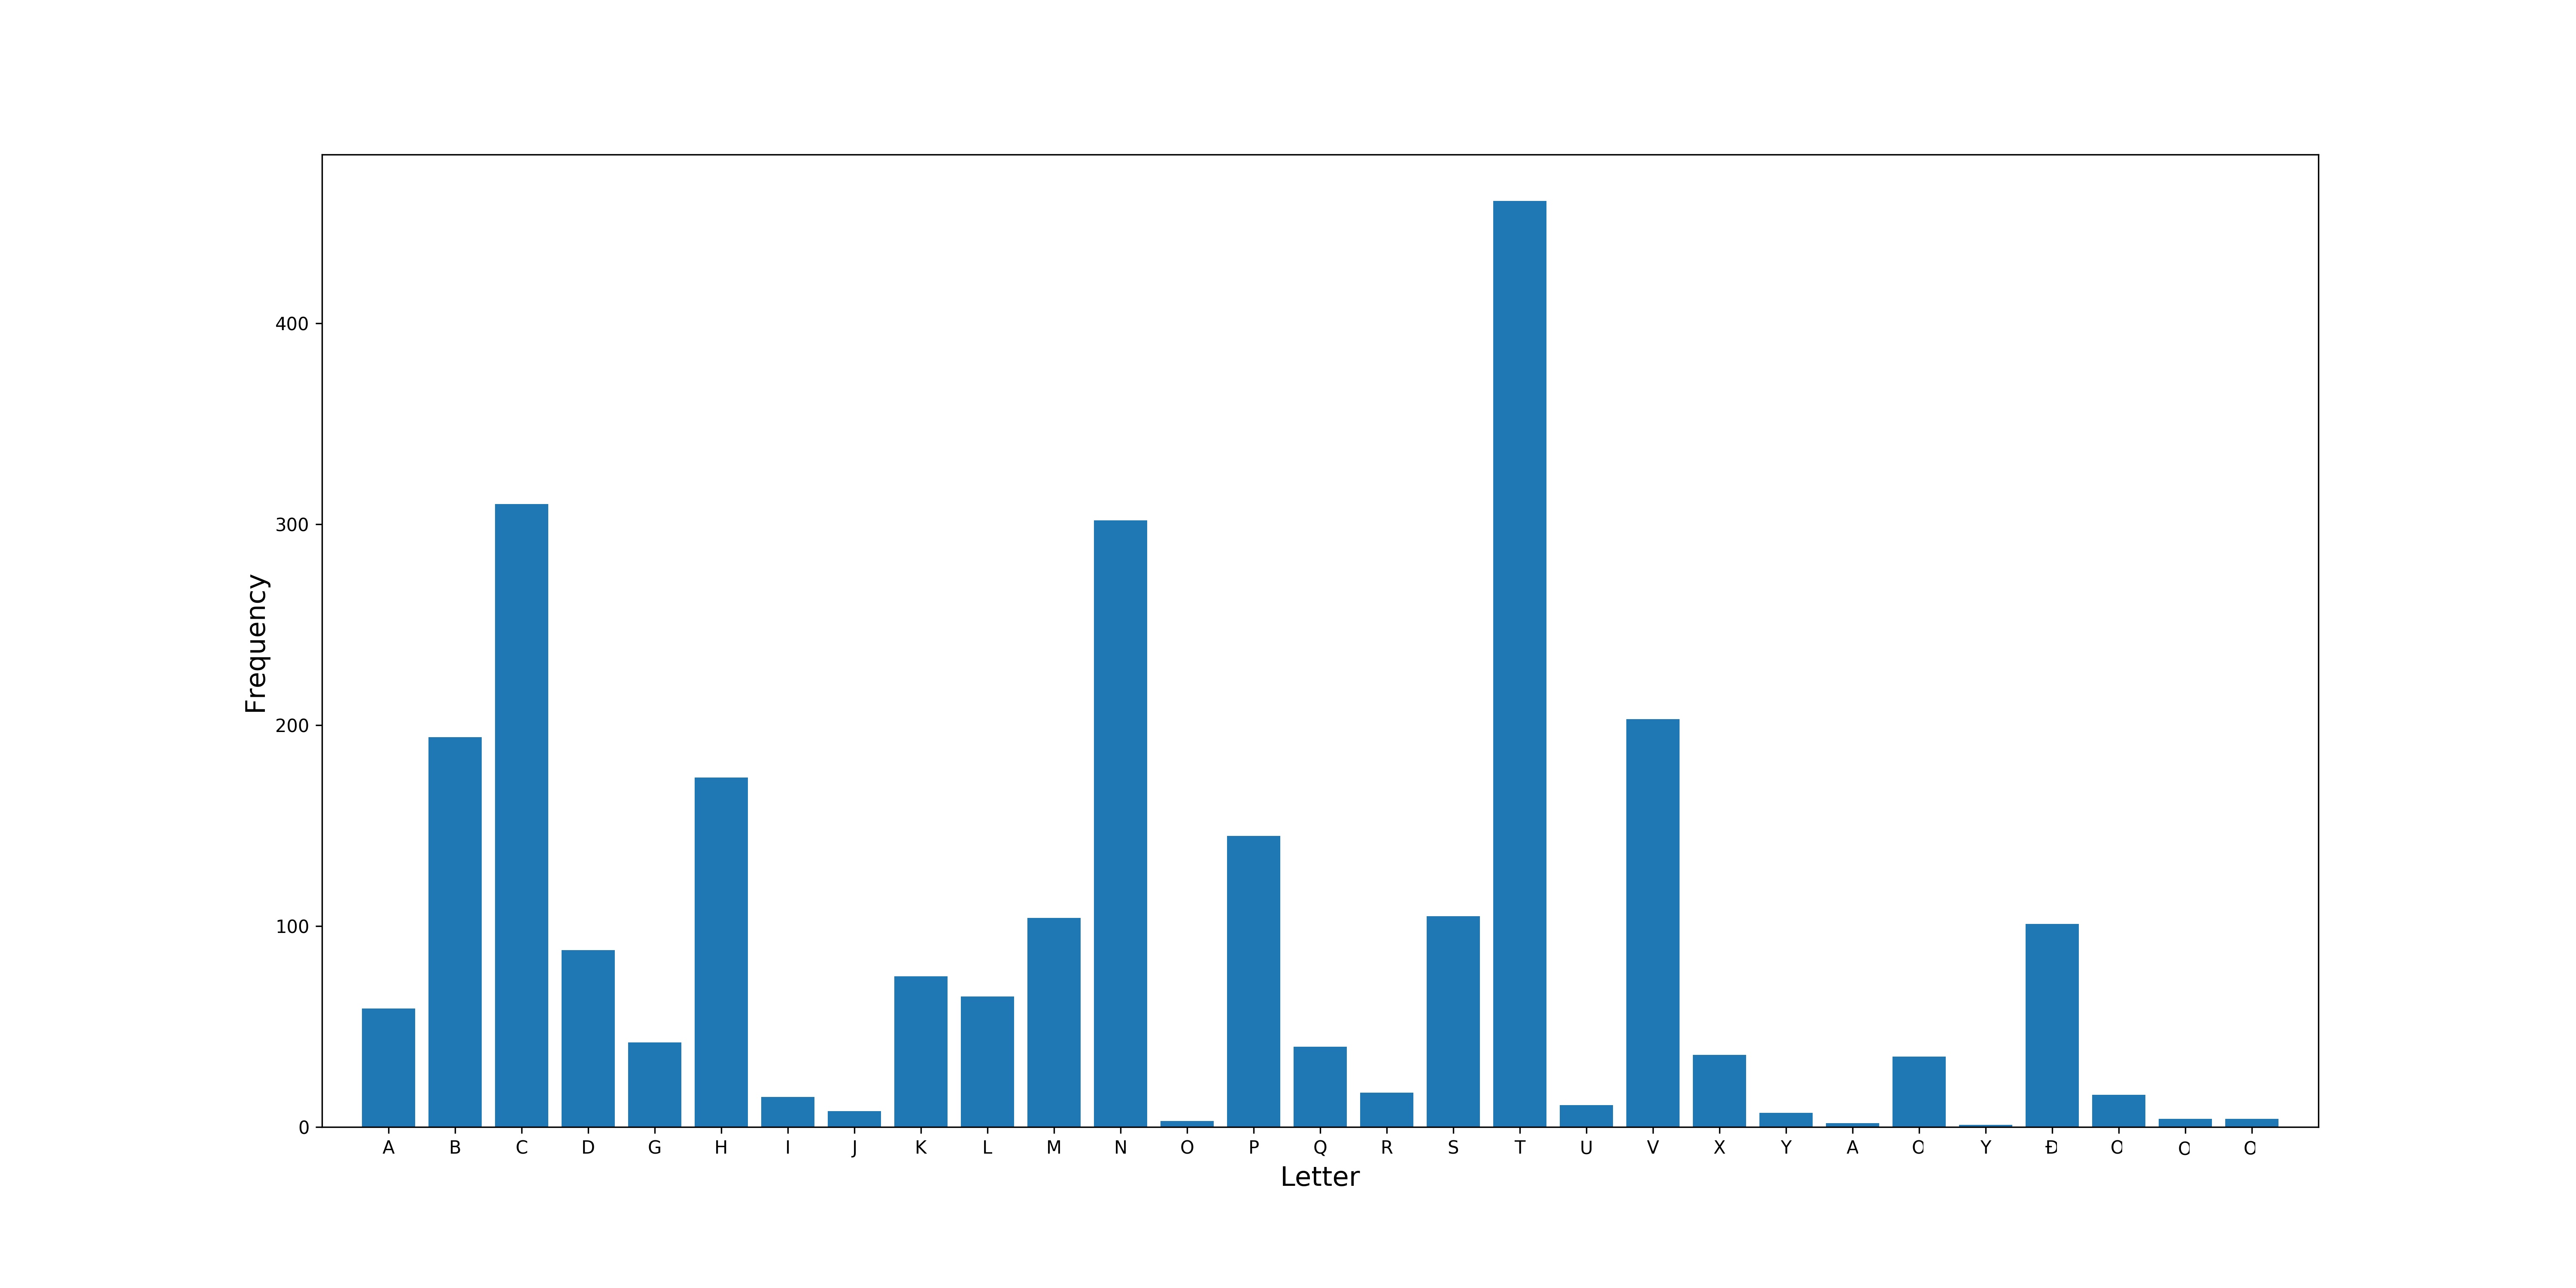 Frequency
400
300
200
100
0
A B C D G H I J K L M N O P Q R S T U V X Y A O Y Đ O O O
Letter